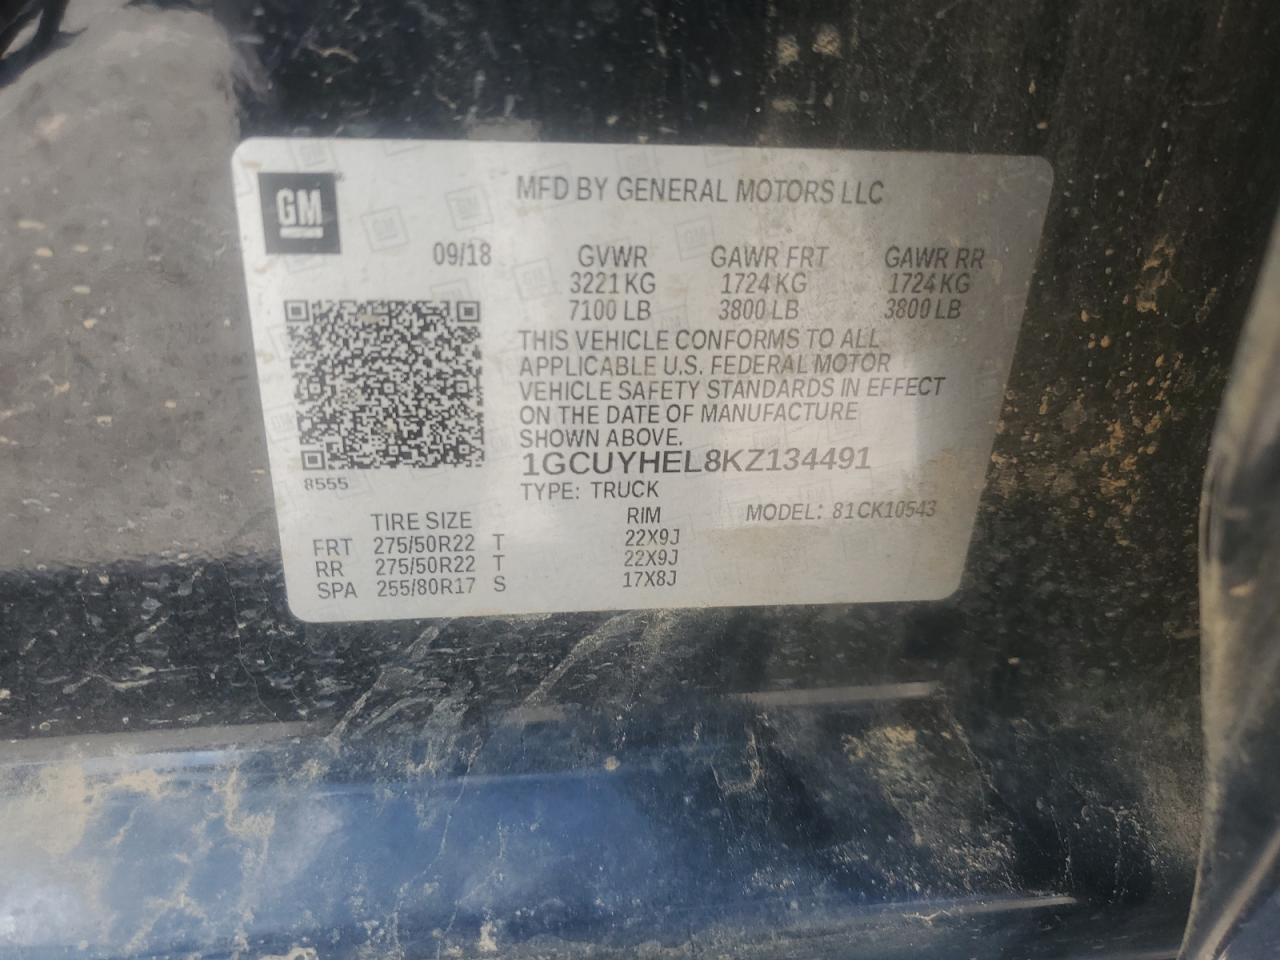 GM
MFD BY GENERAL MOTORS LLC
09/18 GVWR GAWR FRT GAWR RR
3221 KG 1724 KG 1724 KG
7100 LB 3800 LB 3800 LB
THIS VEHICLE CONFORMS TO ALL
APPLICABLE U.S. FEDERAL MOTOR
VEHICLE SAFETY STANDARDS IN EFFECT
ON THE DATE OF MANUFACTURE
SHOWN ABOVE.
1GCUYHEL8KZ134491
8555
TYPE: TRUCK
TIRE SIZE RIM MODEL: 81CK10543
FRT 275/50R22 T 22X9J
RR 275/50R22 T 22X9J
SPA 255/80R17 S 17X8J